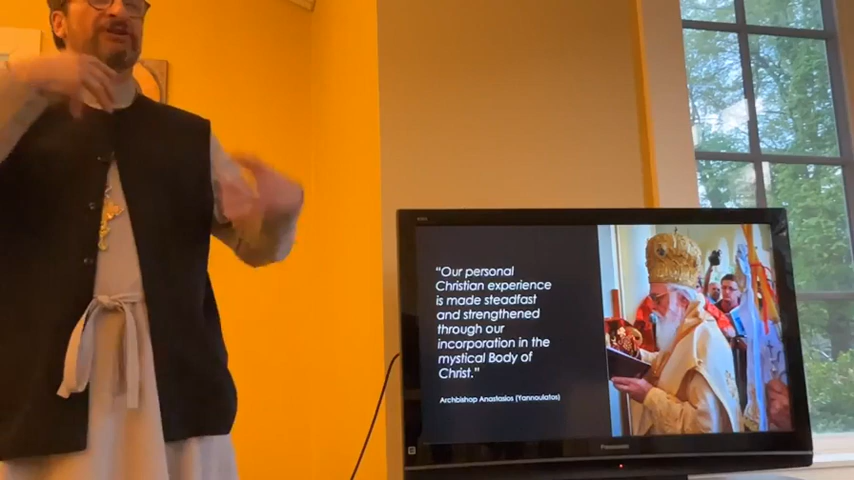 "Our personal
Christian experience
is made steadfast
and strengthened
through our
incorporation in the
mystical Body of
Christ."
Archbishop Anastasios (Yannoulatos)
Panasonic